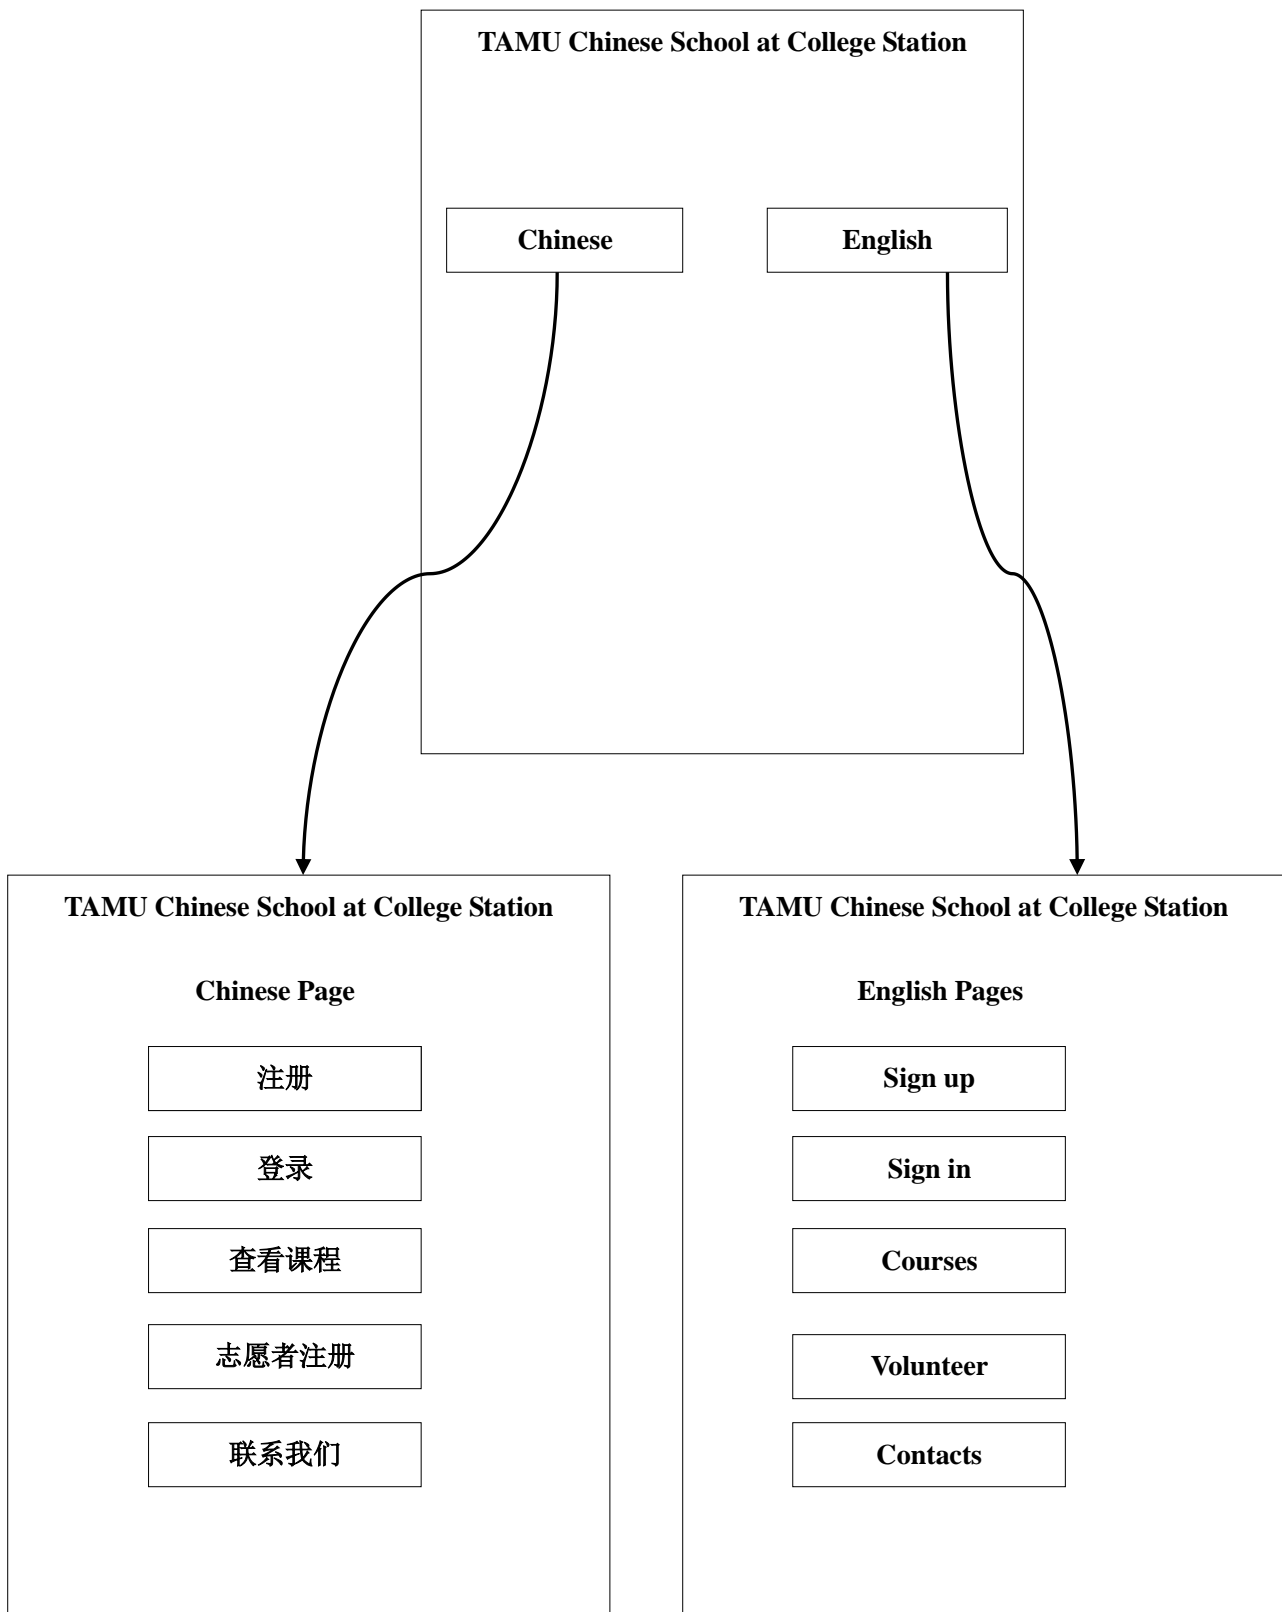 TAMU Chinese School at College Station
Chinese
English
TAMU Chinese School at College Station
Chinese Page
注册
登录
查看课程
志愿者注册
联系我们
TAMU Chinese School at College Station
English Pages
Sign up
Sign in
Courses
Volunteer
Contacts